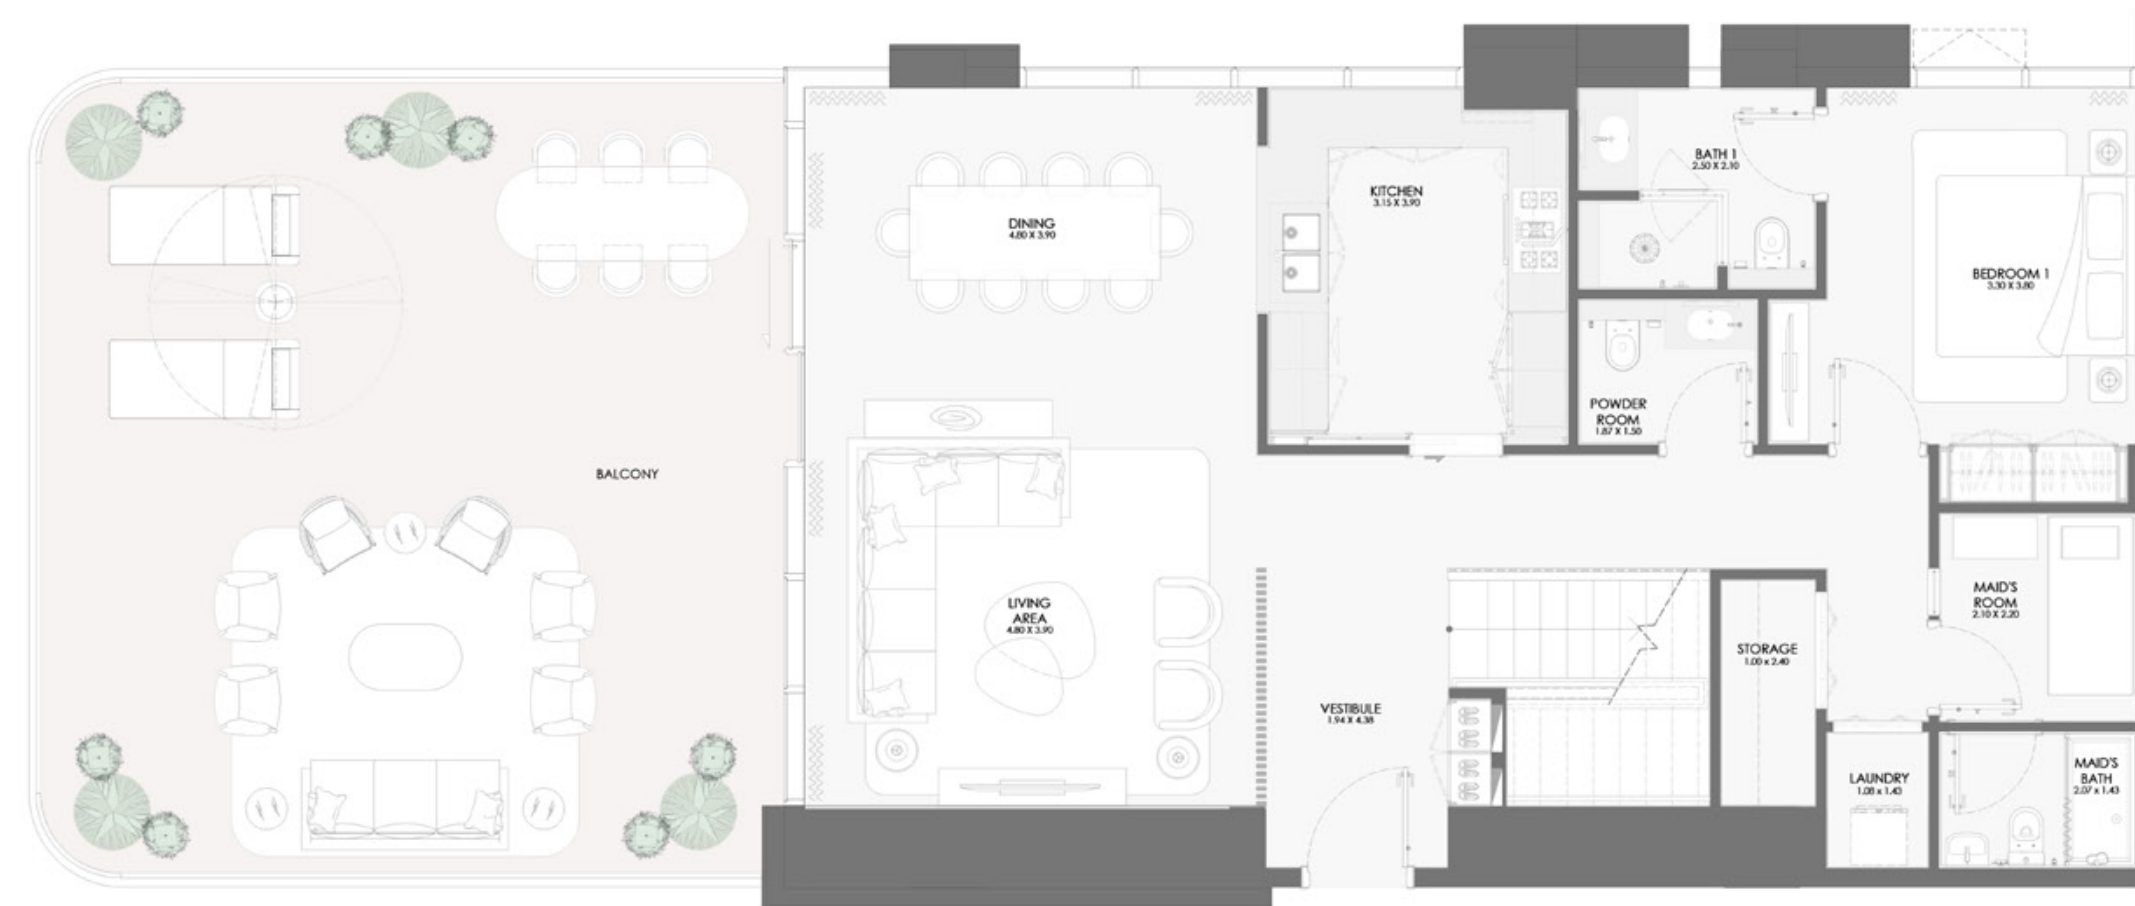 BALCONY
DINING
4.80 X 3.90
LIVING
AREA
4.80 X 3.90
KITCHEN
3.15 X 3.90
BATH 1
2.50 X 2.10
BEDROOM 1
3.30 X 3.80
POWDER
ROOM
1.87 X 1.50
VESTIBULE
1.94 X 4.38
STORAGE
1.00 x 2.40
MAID'S
ROOM
2.10 X 2.20
LAUNDRY
1.08 x 1.43
MAID'S
BATH
2.07 x 1.43